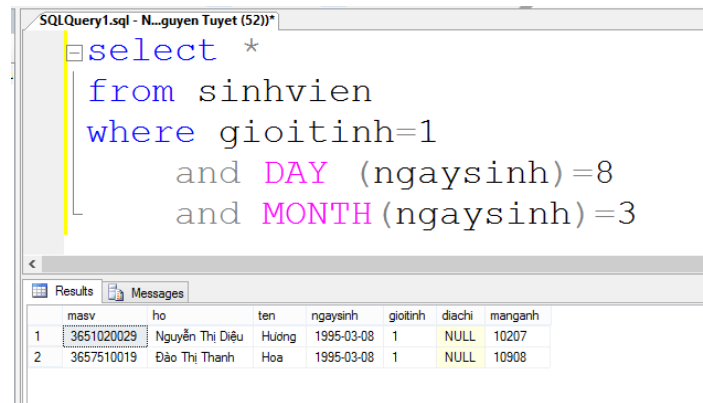 SQLQuery1.sql - N...guyen Tuyet (52))*
select *
from sinhvien
where gioitinh=1
and DAY (ngaysinh)=8
and MONTH(ngaysinh)=3
Results Messages
masv ho ten ngaysinh gioitinh diachi manganh
1 3651020029 Nguyễn Thị Diệu Hương 1995-03-08 1 NULL 10207
2 3657510019 Đào Thị Thanh Hoa 1995-03-08 1 NULL 10908